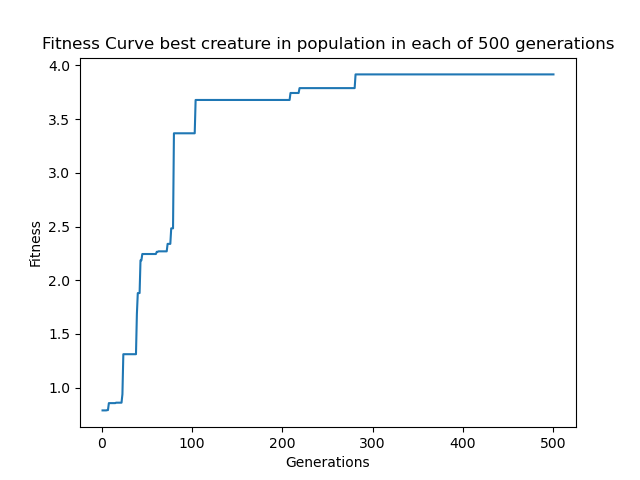 Fitness Curve best creature in population in each of 500 generations
4.0
3.5
3.0
2.5
2.0
1.5
1.0
Fitness
0 100 200 300 400 500
Generations